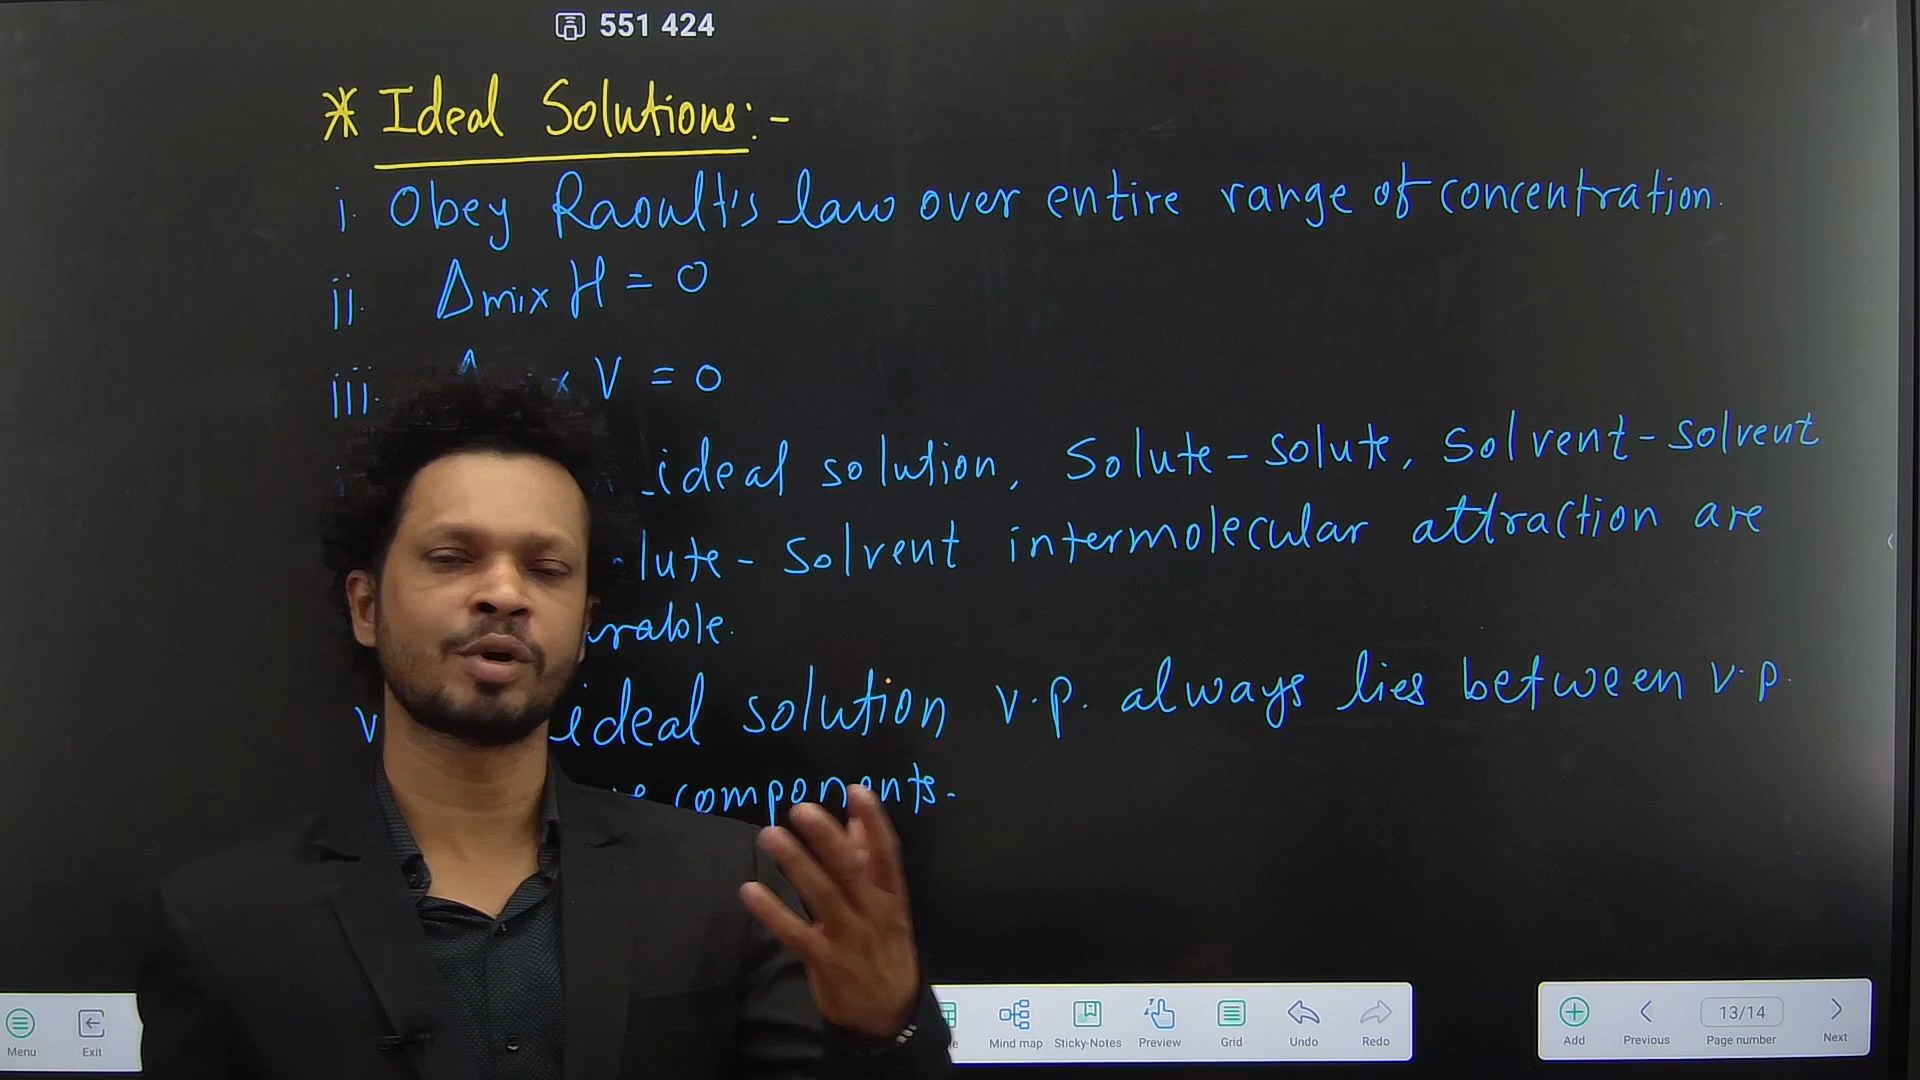 551 424
* Ideal Solutions:-
i. Obey Raoult's law over entire range of concentration.
ii. Δmix H = 0
iii. V = 0
ideal solution, Solute-solute, Solvent-solvent
-solvent intermolecular attraction are
ideal solution v.p. always lies between v.p.
components.
Menu
Exit
Mind map
Sticky-Notes
Preview
Grid
Undo
Redo
Add
Previous
13/14
Page number
Next